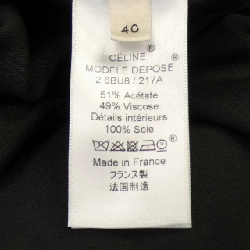 40
CELINE®
MODELE DEPOSE
2 6BU8 / 217A
51% Acétate
49% Viscose
Détails intérieurs
100% Soie
Made in France
フランス製
法国制造